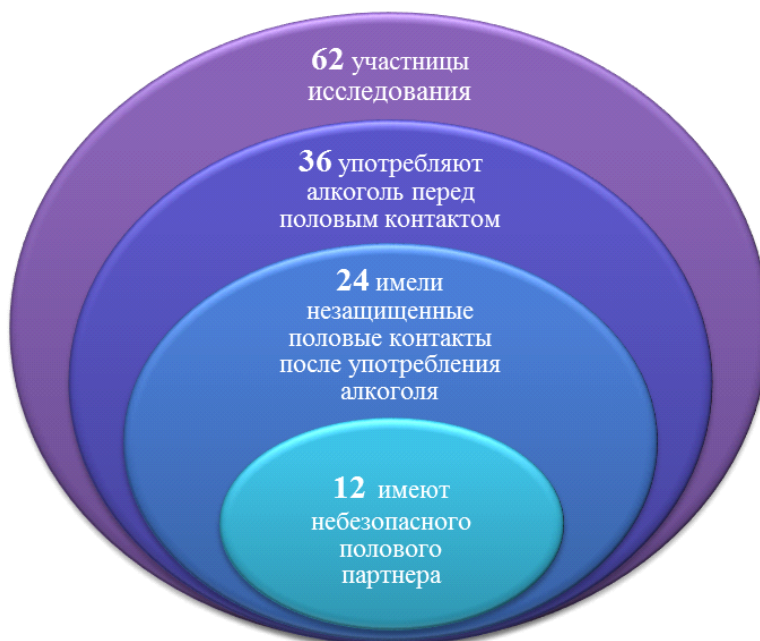 62 участницы
исследования
36 употребляют
алкоголь перед
половым контактом
24 имели
незащищенные
половые контакты
после употребления
алкоголя
12 имеют
небезопасного
полового
партнера